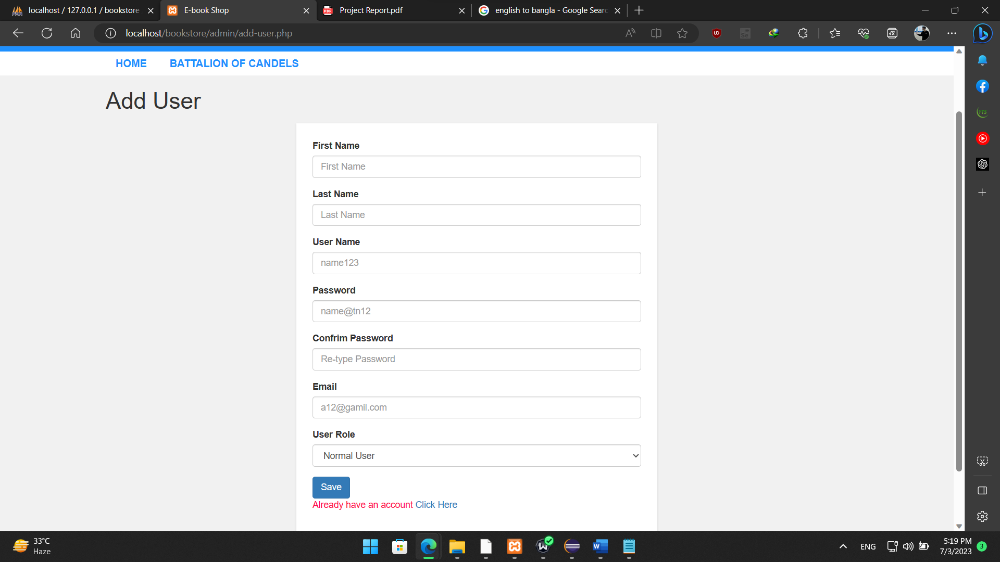 localhost / 127.0.0.1 / bookstore
E-book Shop
Project Report.pdf
english to bangla - Google Searc
localhost/bookstore/admin/add-user.php
HOME BATTALION OF CANDELS
Add User
First Name
First Name
Last Name
Last Name
User Name
name123
Password
name@tn12
Confrim Password
Re-type Password
Email
a12@gamil.com
User Role
Normal User
Save
Already have an account Click Here
33°C
Haze
ENG
5:19 PM
7/3/2023
3